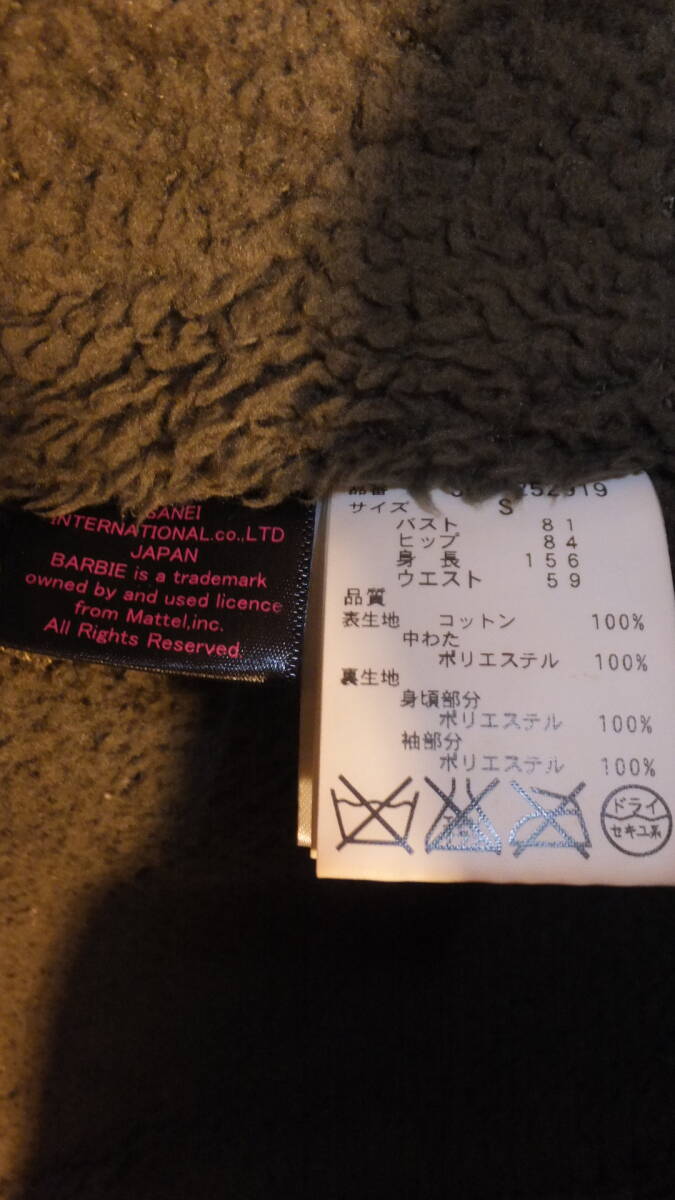 SANEI
INTERNATIONAL.co.,LTD
JAPAN
BARBIE is a trademark
owned by and used licence
from Mattel,inc.
All Rights Reserved.
品番
サイズ S
バスト 81
ヒップ 84
身長 156
ウエスト 59
品質
表生地 コットン 100%
中わた
ポリエステル 100%
裏生地
身頃部分
ポリエステル 100%
袖部分
ポリエステル 100%
ドライ
セキユ系